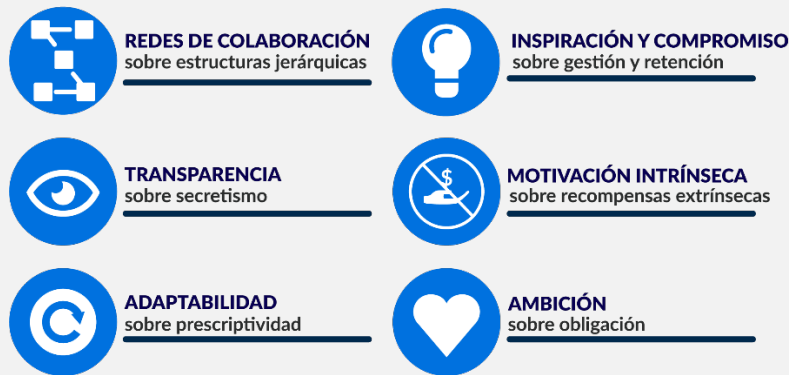 REDES DE COLABORACIÓN
sobre estructuras jerárquicas
INSPIRACIÓN Y COMPROMISO
sobre gestión y retención
TRANSPARENCIA
sobre secretismo
$
MOTIVACIÓN INTRÍNSECA
sobre recompensas extrínsecas
ADAPTABILIDAD
sobre prescriptividad
AMBICIÓN
sobre obligación